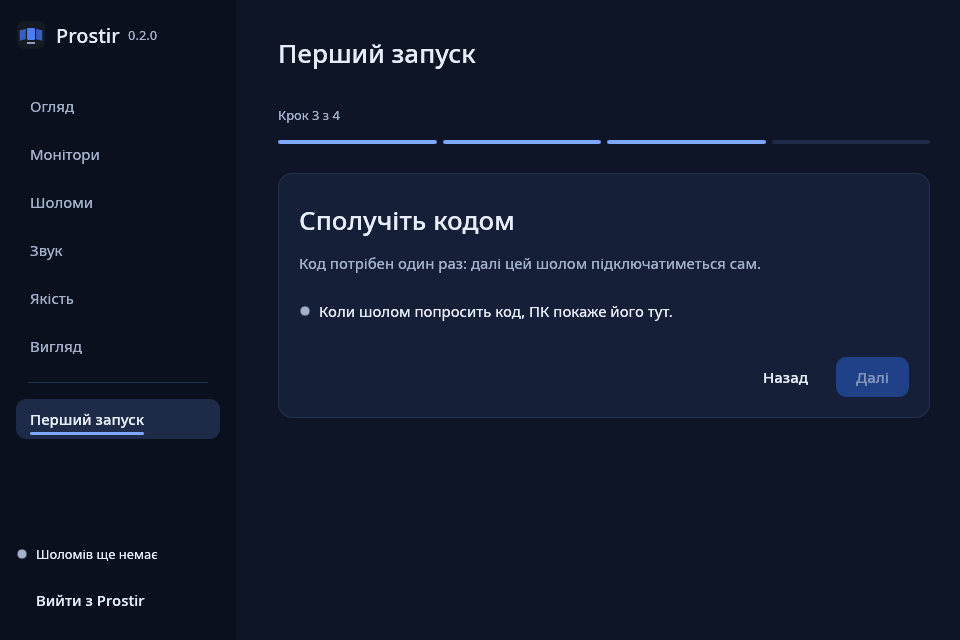 Prostir 0.2.0
Огляд
Монітори
Шоломи
Звук
Якість
Вигляд
Перший запуск
Шоломів ще немає
Вийти з Prostir
Перший запуск
Крок 3 з 4
Сполучіть кодом
Код потрібен один раз: далі цей шолом підключатиметься сам.
Коли шолом попросить код, ПК покаже його тут.
Назад
Далі